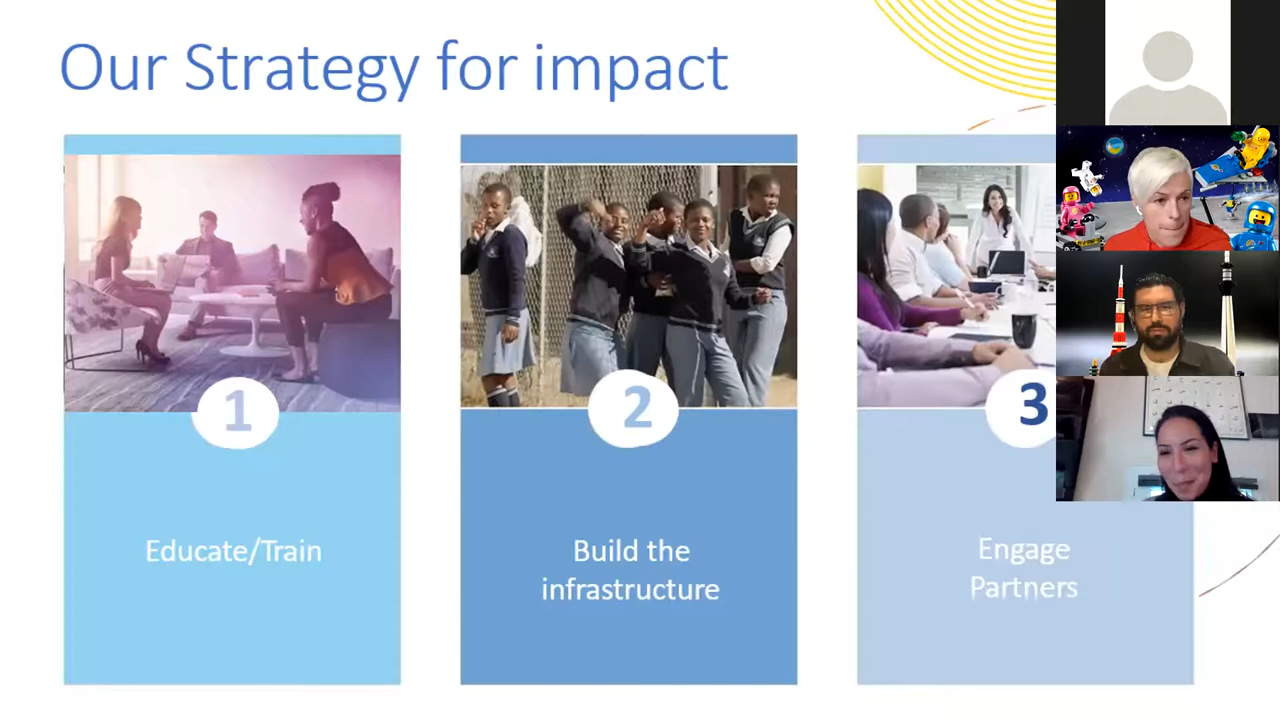 Our Strategy for impact
1
Educate/Train
2
Build the
infrastructure
3
Engage
Partners